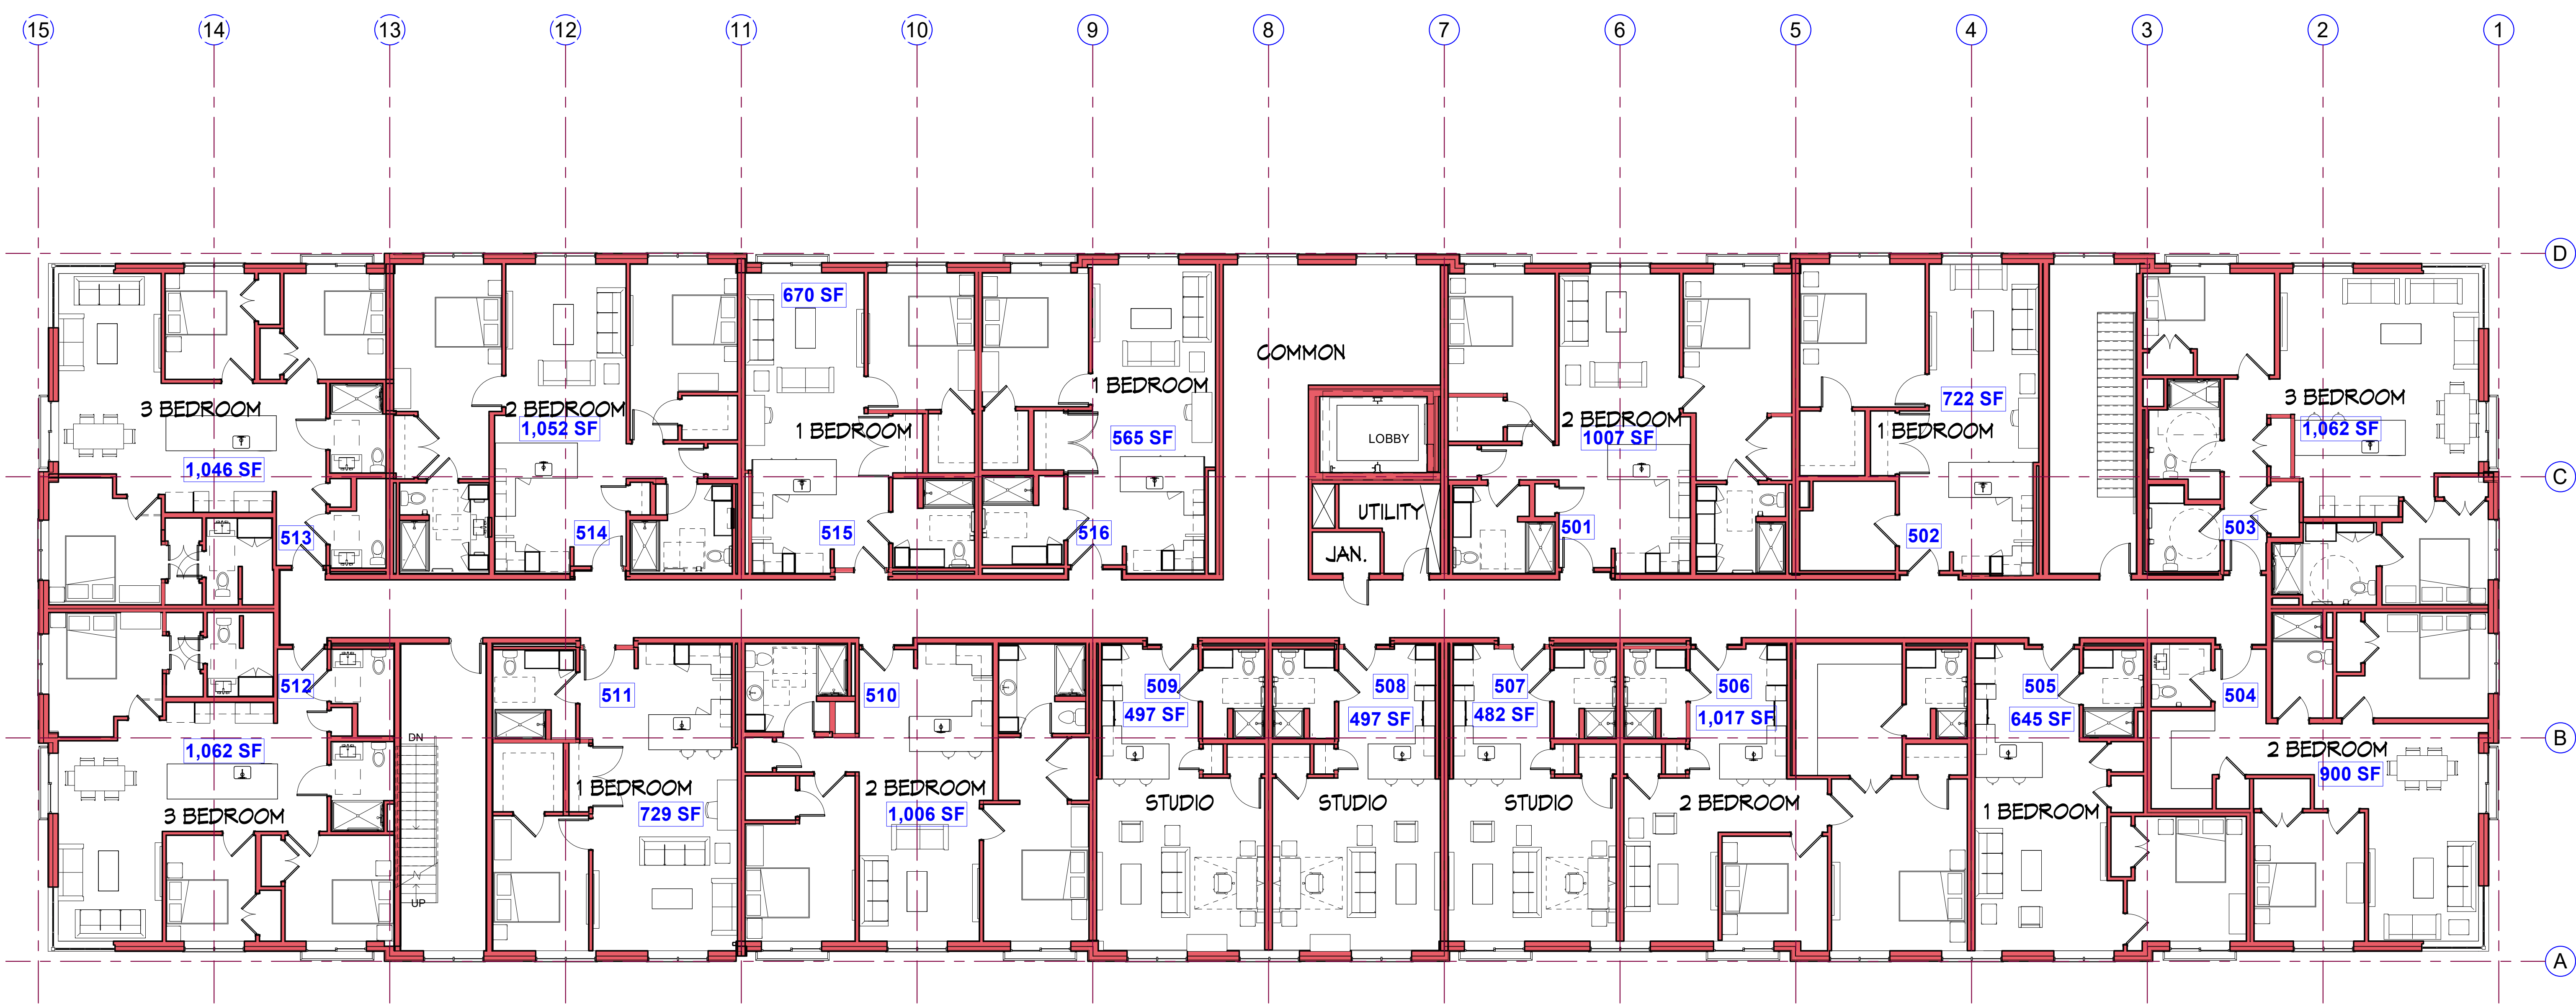 15 14 13 12 11 10 9 8 7 6 5 4 3 2 1
D
670 SF
COMMON
1 BEDROOM
3 BEDROOM
722 SF
3 BEDROOM
2 BEDROOM
2 BEDROOM
1,052 SF
1 BEDROOM
565 SF
LOBBY
1007 SF
1 BEDROOM
1,062 SF
1,046 SF
C
UTILITY
513
514
515
516
JAN.
501
502
503
512
511
510
509
508
507
506
505
504
497 SF
497 SF
482 SF
1,017 SF
645 SF
DN
B
1,062 SF
2 BEDROOM
900 SF
1 BEDROOM
2 BEDROOM
3 BEDROOM
729 SF
1,006 SF
STUDIO
STUDIO
STUDIO
2 BEDROOM
1 BEDROOM
UP
A